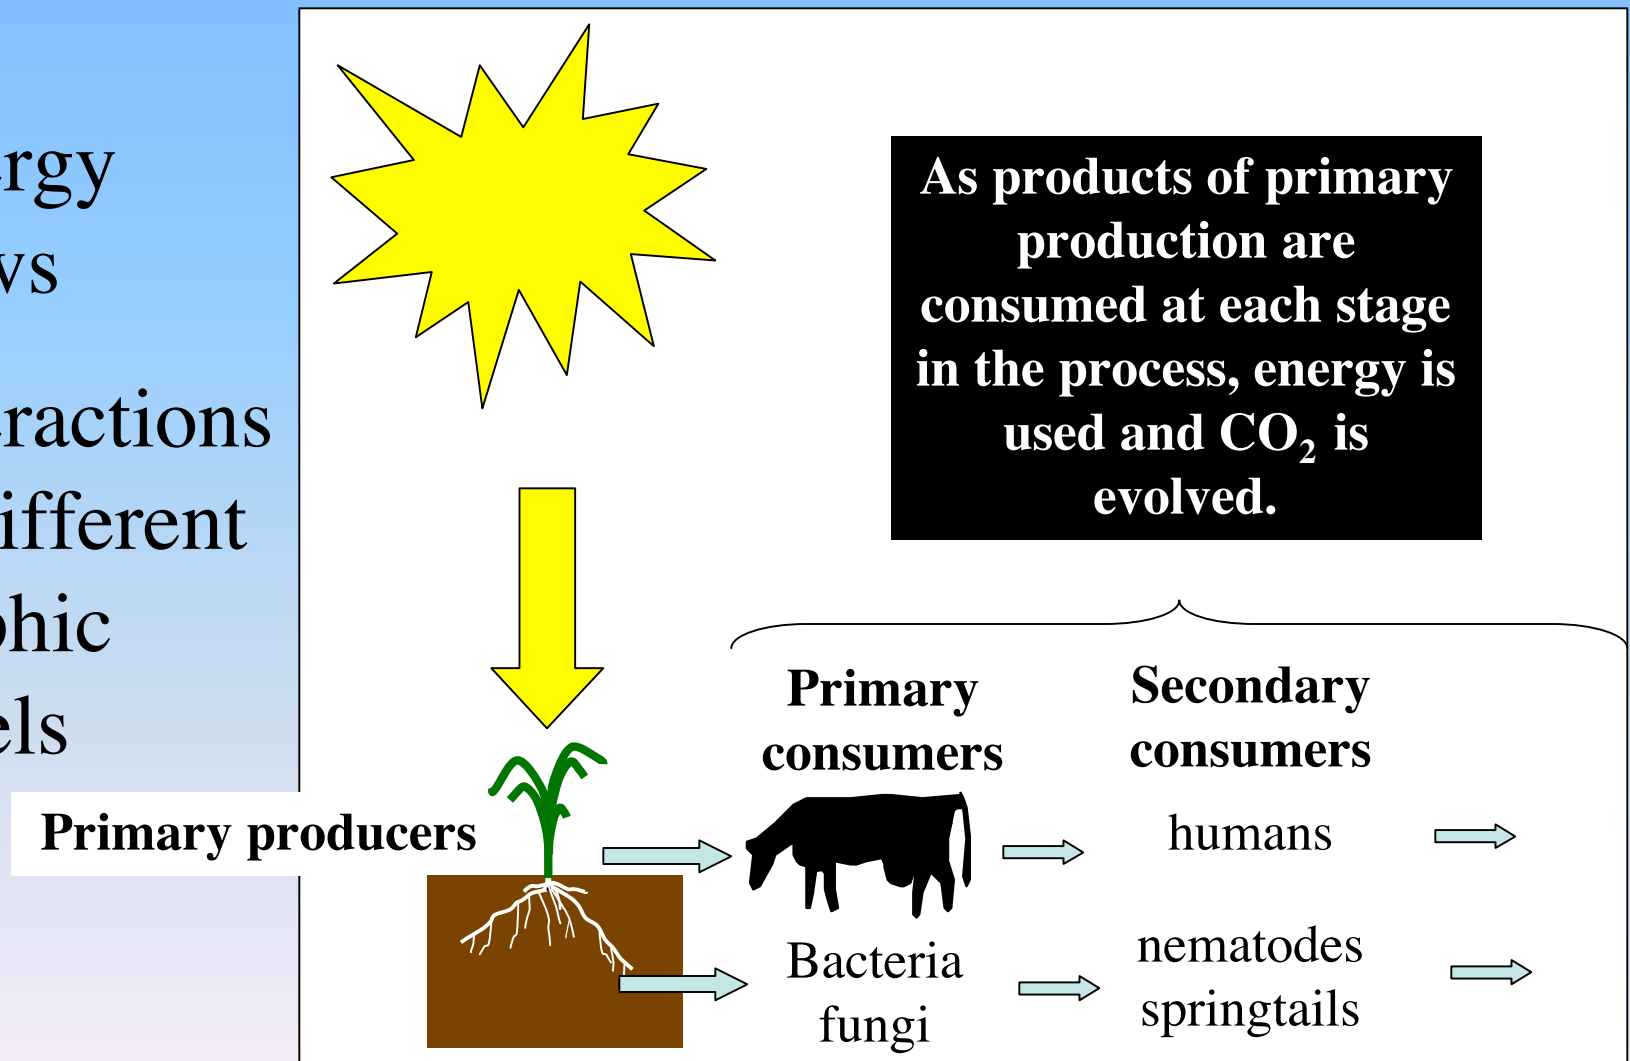 rgy
vs
ractions
ifferent
phic
els
As products of primary
production are
consumed at each stage
in the process, energy is
used and CO₂ is
evolved.
Primary
consumers
Secondary
consumers
Primary producers
humans
Bacteria
fungi
nematodes
springtails